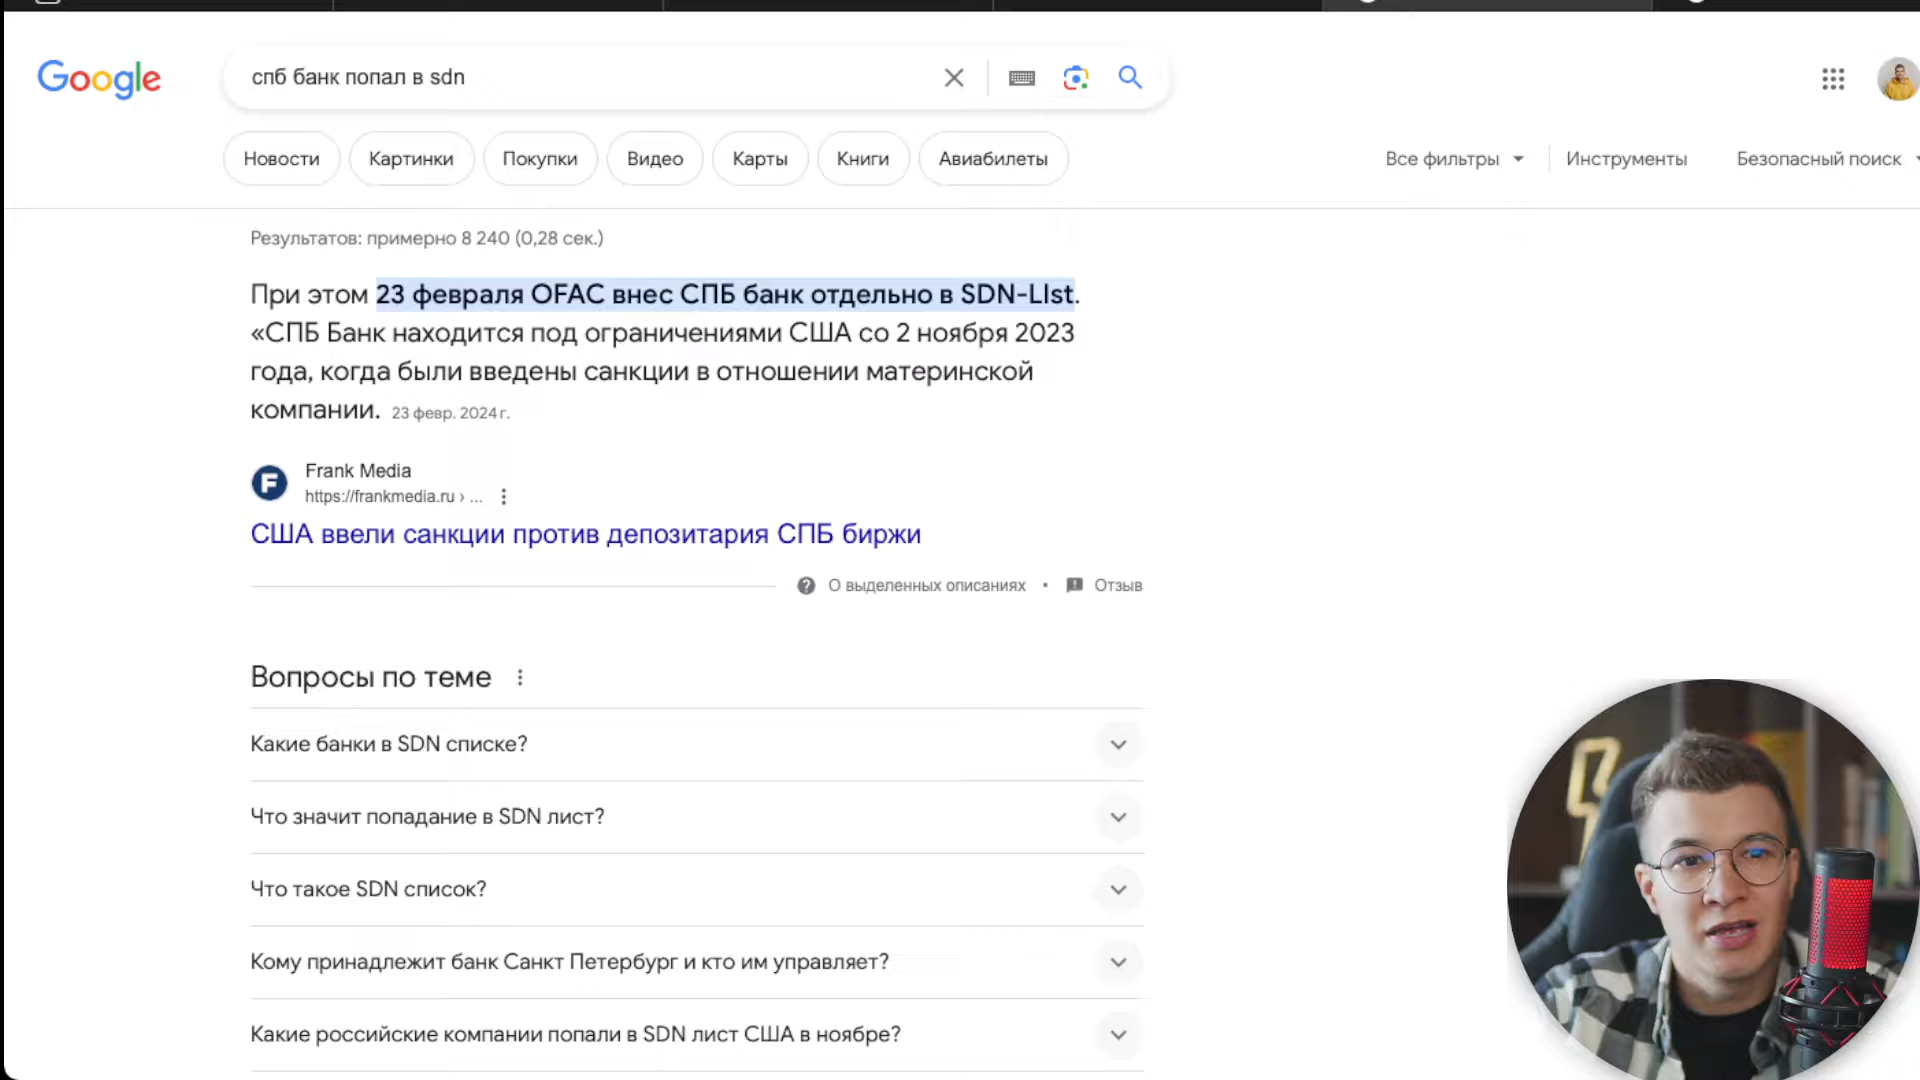 Google
спб банк попал в sdn
Новости
Картинки
Покупки
Видео
Карты
Книги
Авиабилеты
Все фильтры
Инструменты
Безопасный поиск
Результатов: примерно 8 240 (0,28 сек.)
При этом 23 февраля OFAC внес СПБ банк отдельно в SDN-LIst.
«СПБ Банк находится под ограничениями США со 2 ноября 2023
года, когда были введены санкции в отношении материнской
компании. 23 февр. 2024 г.
Frank Media
https://frankmedia.ru › ...
США ввели санкции против депозитария СПБ биржи
О выделенных описаниях • Отзыв
Вопросы по теме
Какие банки в SDN списке?
Что значит попадание в SDN лист?
Что такое SDN список?
Кому принадлежит банк Санкт Петербург и кто им управляет?
Какие российские компании попали в SDN лист США в ноябре?